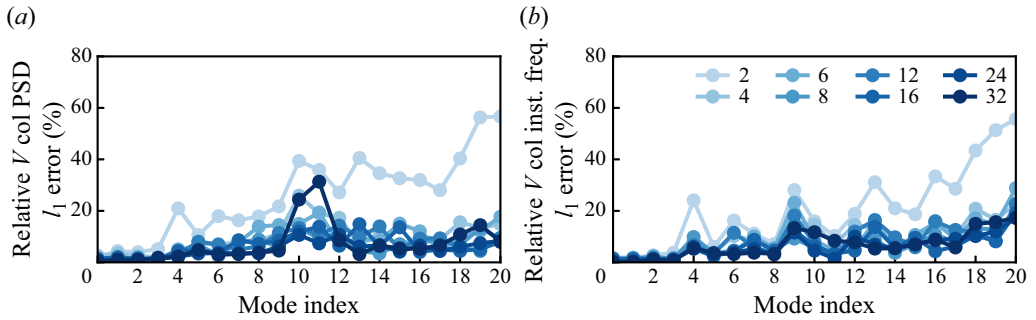 (a)
Relative V col PSD
l1 error (%)
80
60
40
20
0 2 4 6 8 10 12 14 16 18 20
Mode index
(b)
Relative V col inst. freq.
l1 error (%)
80
60
40
20
2 6 12 24
4 8 16 32
0 2 4 6 8 10 12 14 16 18 20
Mode index